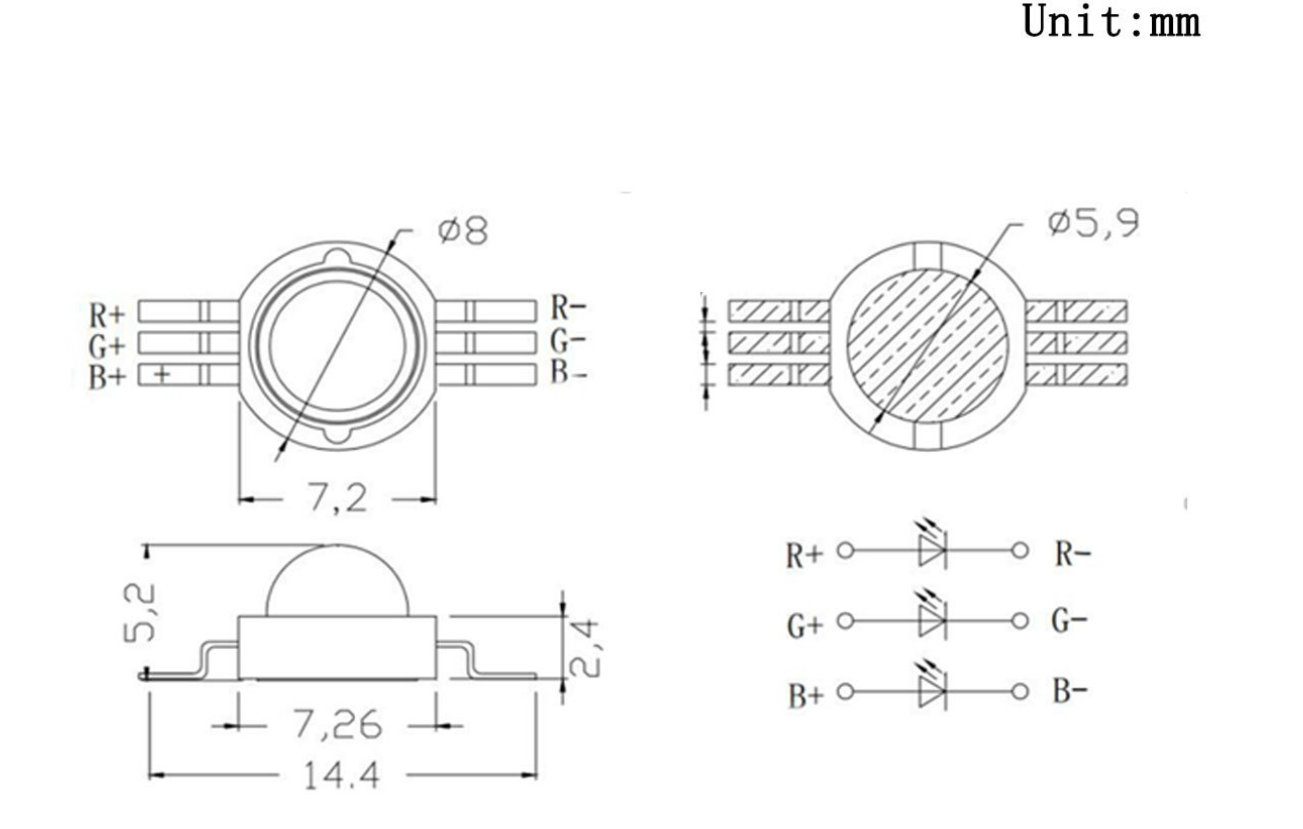 Unit:mm
ø8
R+
R-
G+
G-
B+ +
B-
7,2
ø5,9
5,2
2,4
7,26
14.4
R+
R-
G+
G-
B+
B-